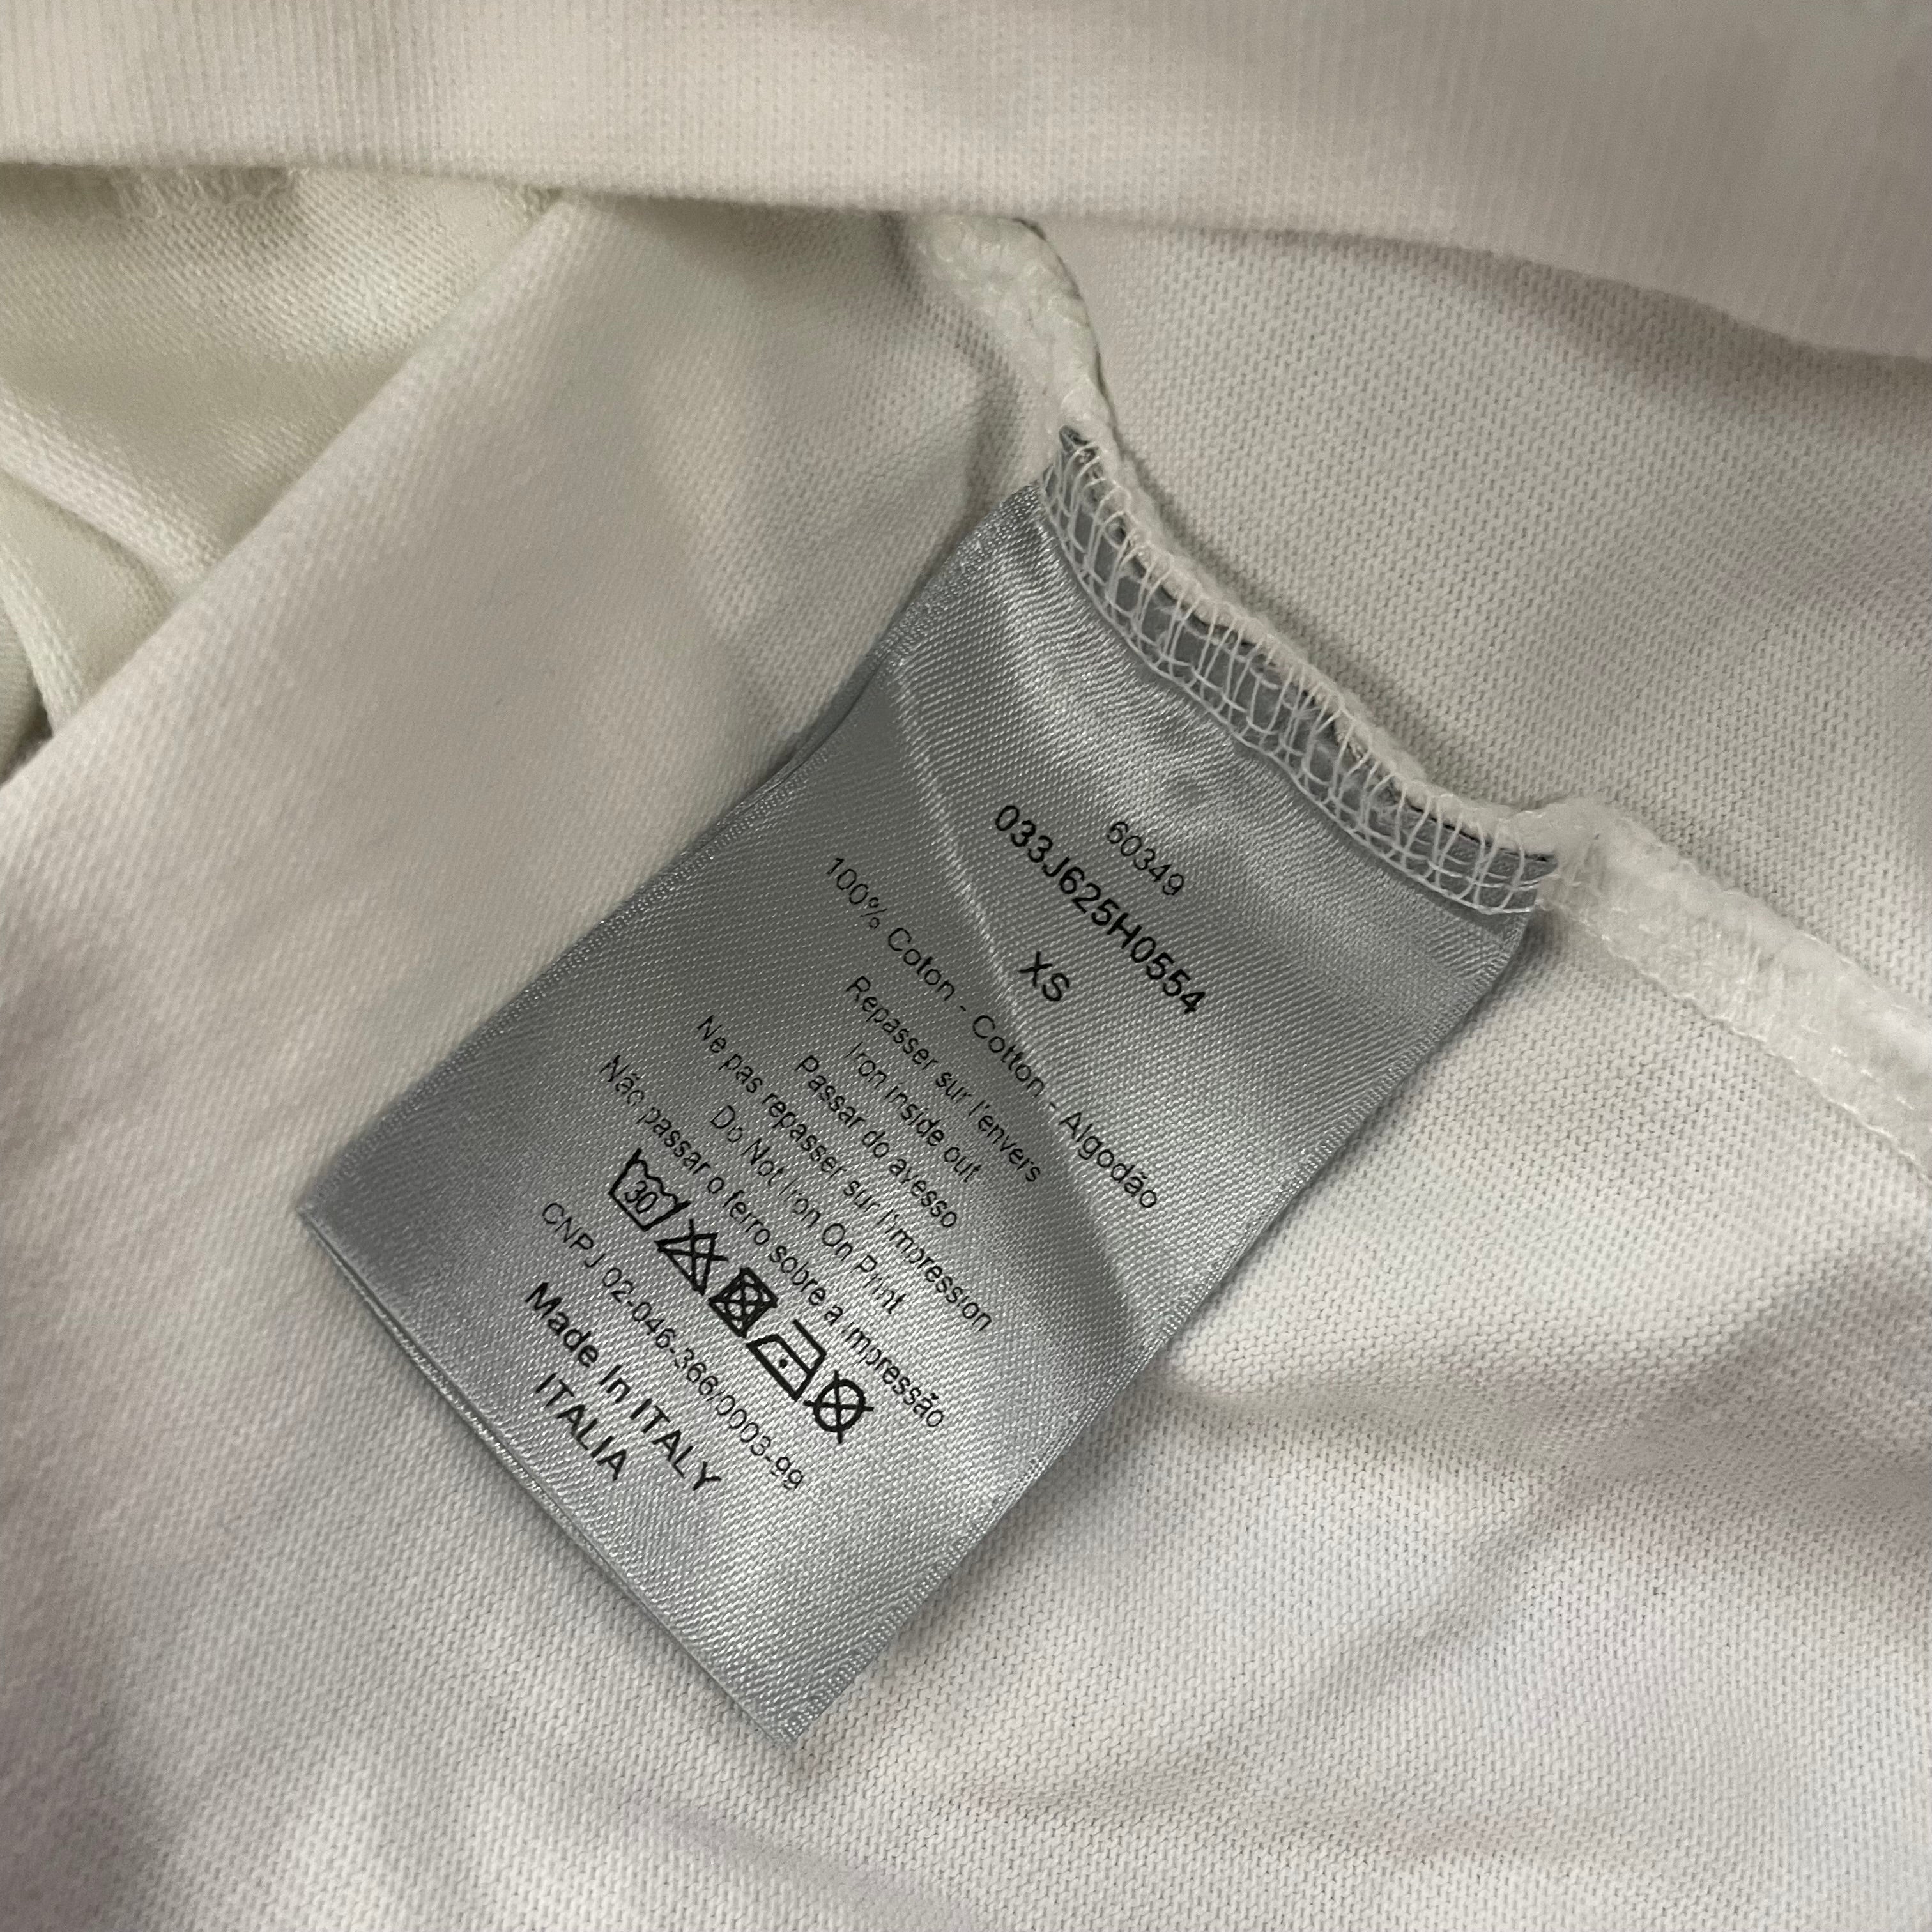 60349
033J625H0554
XS
100% Coton - Cotton - Algodão
Repasser sur l'envers
Iron inside out
Passar do avesso
Ne pas repasser sur l'impression
Do Not Iron On Print
Não passar o ferro sobre a impressão
30
CNPJ 02-046-366/0003-99
Made In ITALY
ITALIA